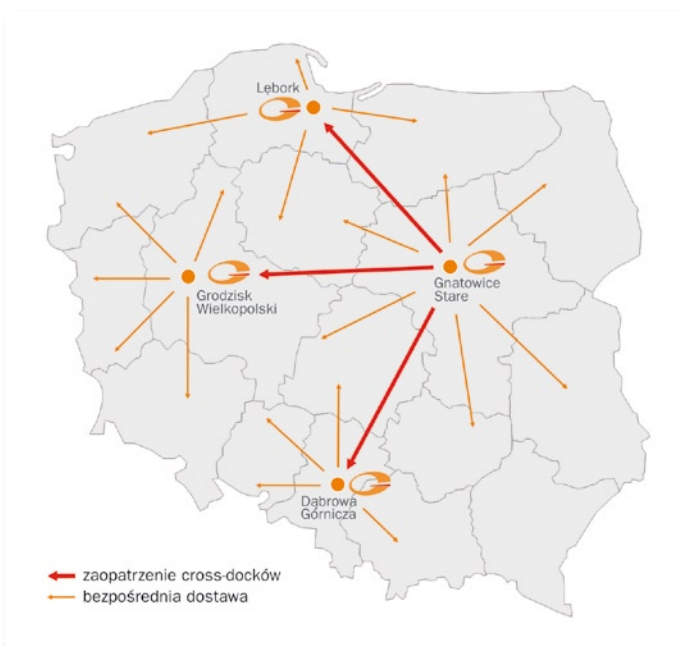 Lębork
Gnatowice
Stare
Grodzisk
Wielkopolski
Dąbrowa
Górnicza
zaopatrzenie cross-docków
bezpośrednia dostawa